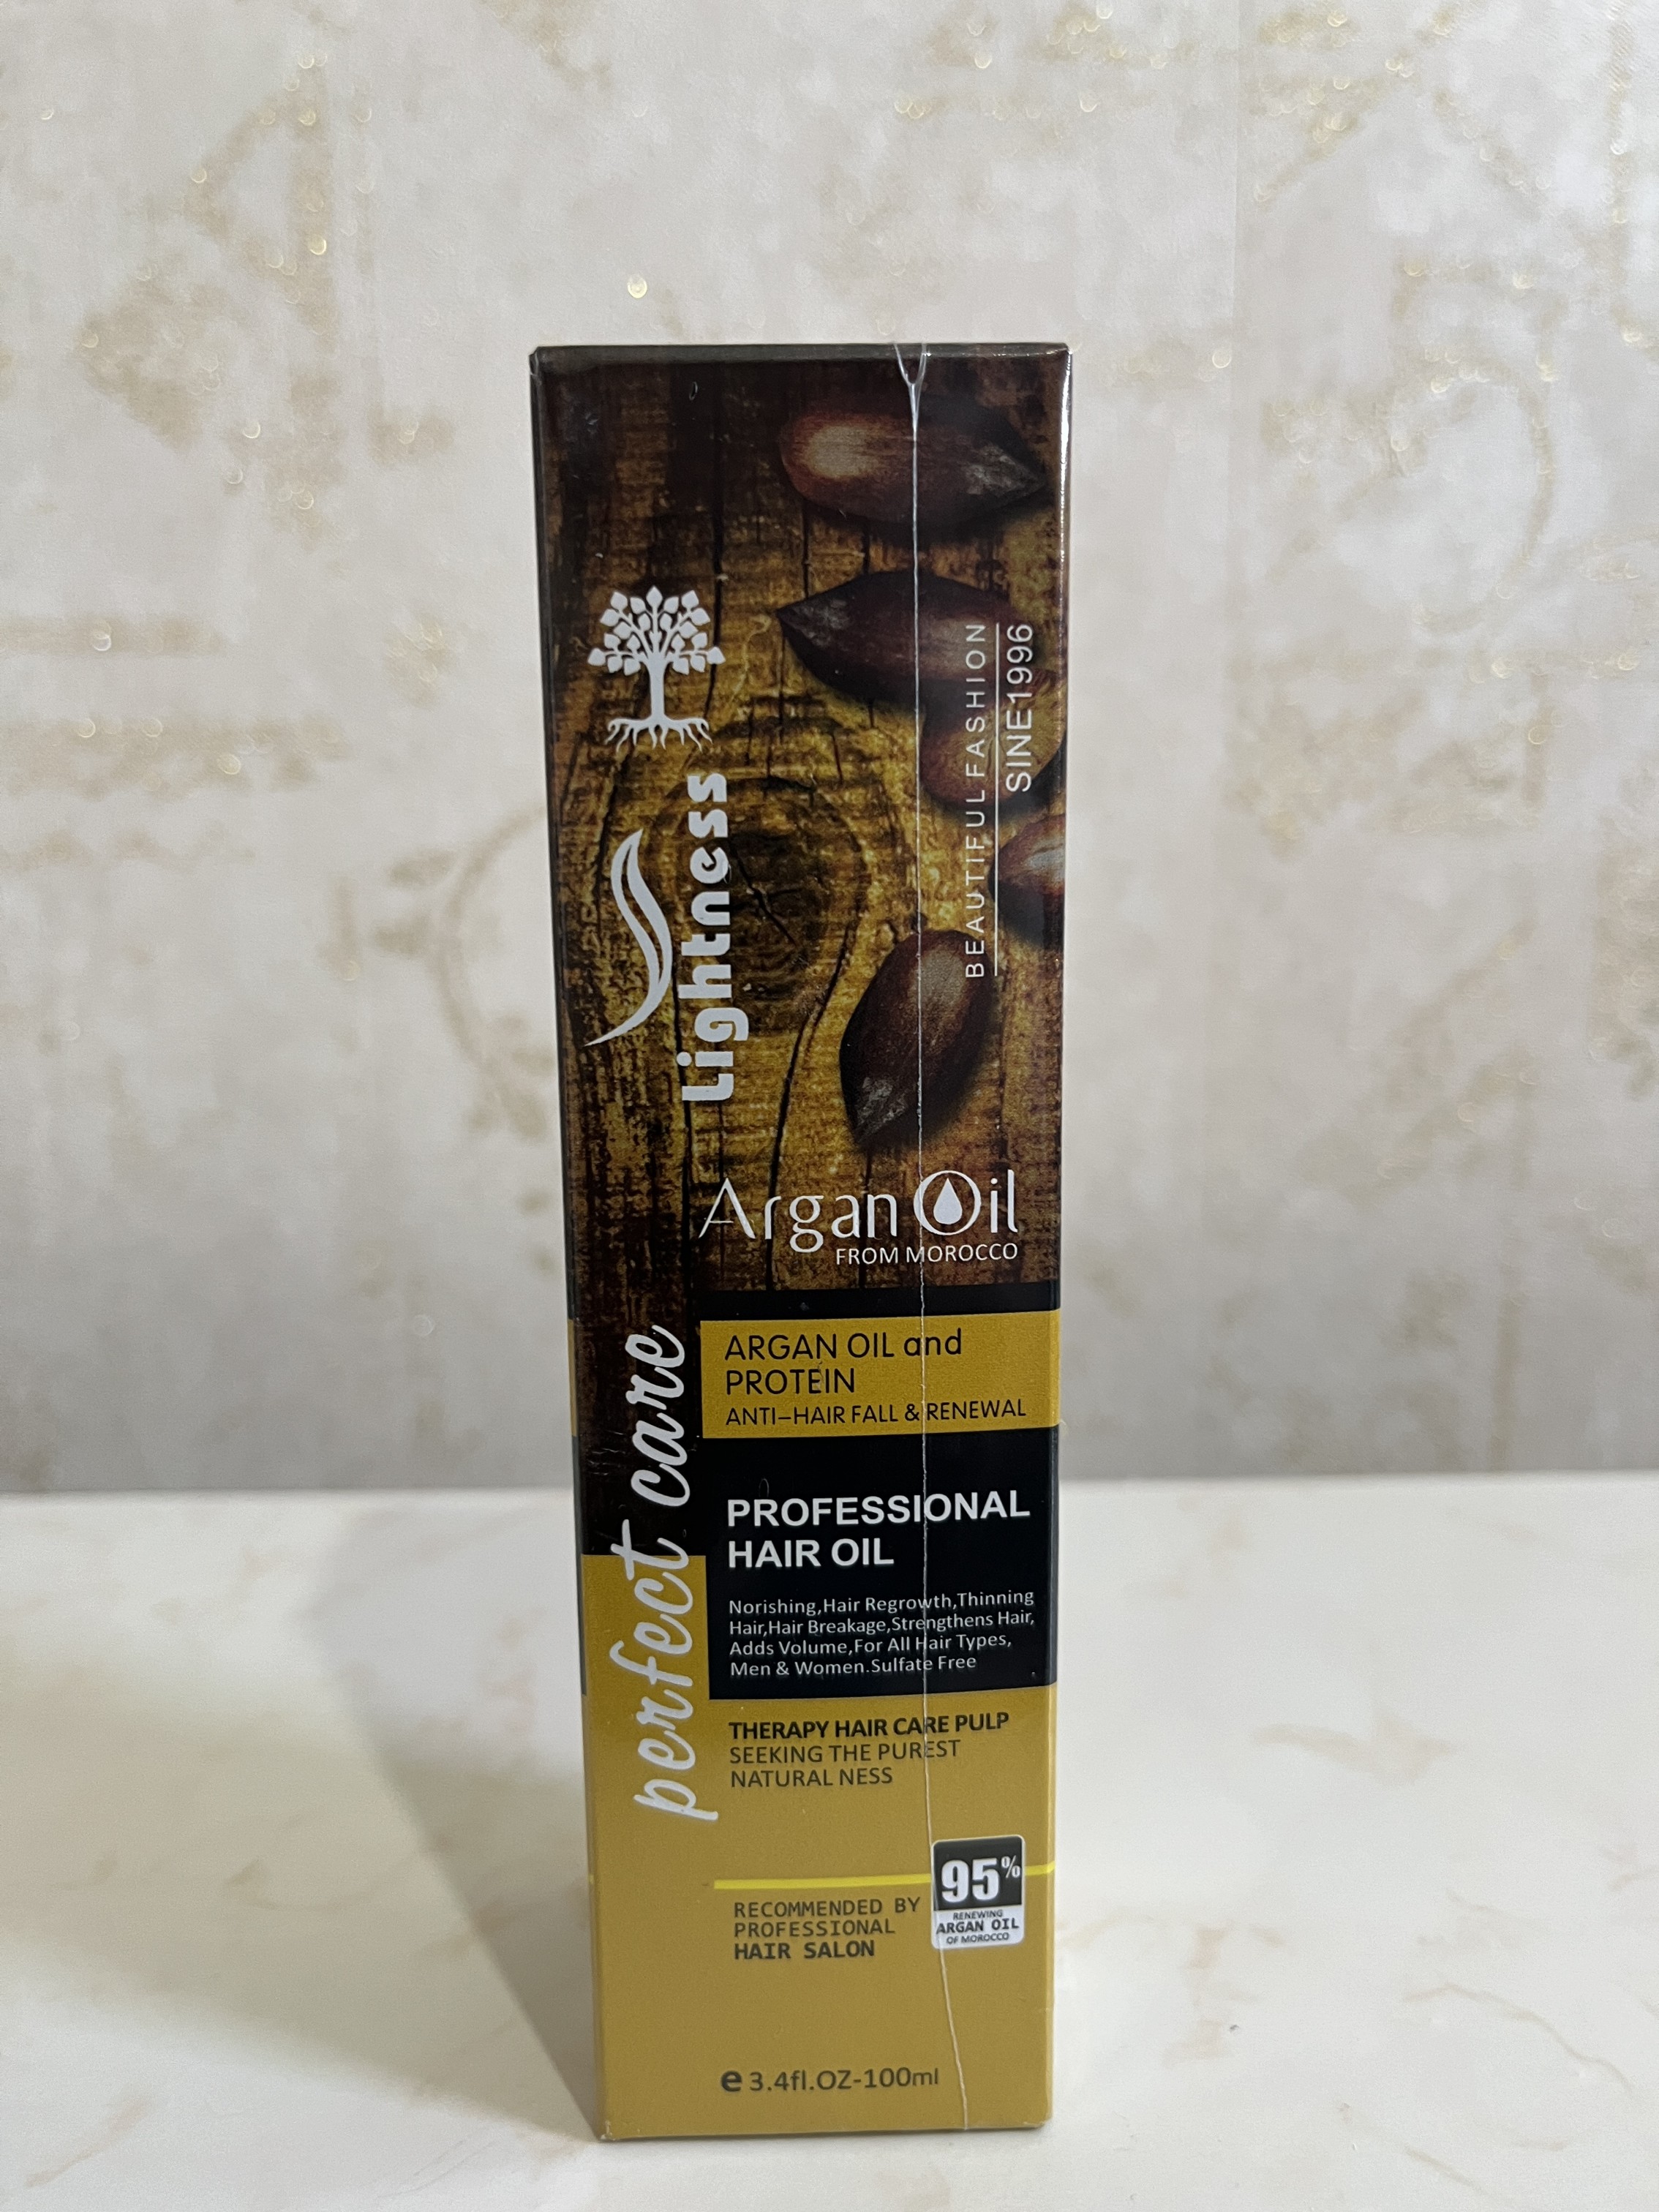 Lightness
BEAUTIFUL FASHION
SINE1996
Argan Oil
FROM MOROCCO
perfect care
ARGAN OIL and
PROTEIN
ANTI-HAIR FALL & RENEWAL
PROFESSIONAL
HAIR OIL
Norishing,Hair Regrowth,Thinning
Hair,Hair Breakage,Strengthens Hair,
Adds Volume,For All Hair Types,
Men & Women.Sulfate Free
THERAPY HAIR CARE PULP
SEEKING THE PUREST
NATURAL NESS
95%
RENEWING
ARGAN OIL
OF MOROCCO
RECOMMENDED BY
PROFESSIONAL
HAIR SALON
e 3.4fl.OZ-100ml